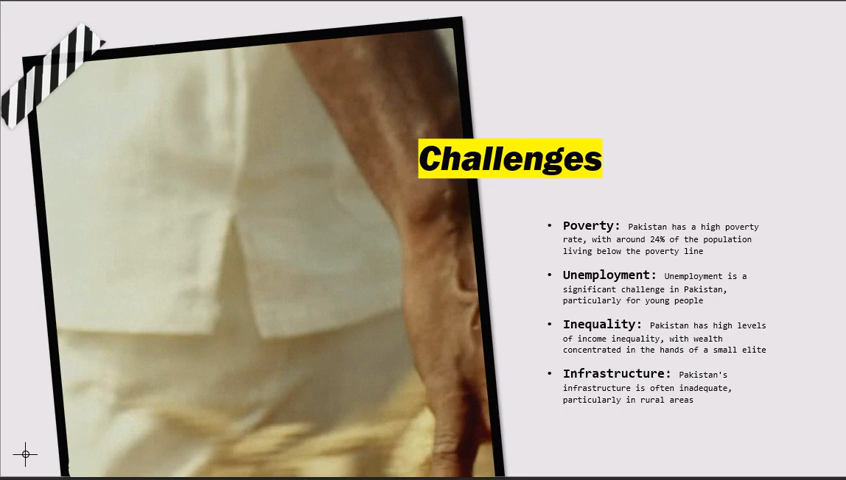 Challenges
• Poverty: Pakistan has a high poverty
rate, with around 24% of the population
living below the poverty line
• Unemployment: Unemployment is a
significant challenge in Pakistan,
particularly for young people
• Inequality: Pakistan has high levels
of income inequality, with wealth
concentrated in the hands of a small elite
• Infrastructure: Pakistan's
infrastructure is often inadequate,
particularly in rural areas